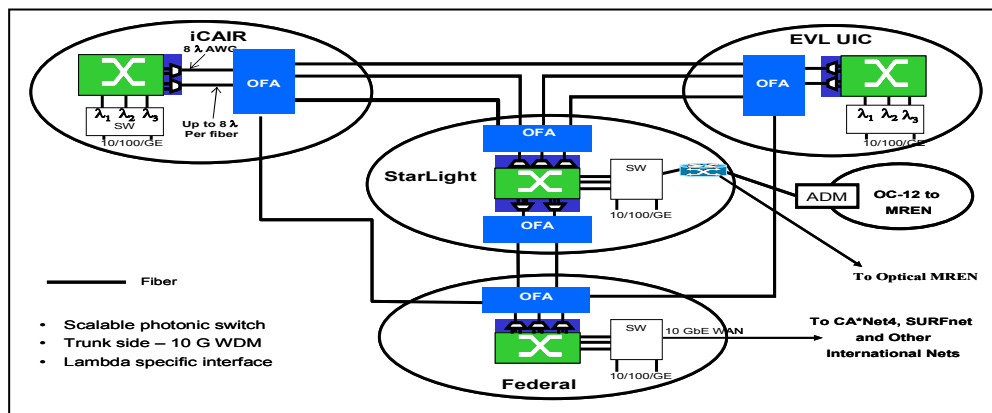 iCAIR
8 λ AWG
OFA
λ1 λ2 λ3
SW
10/100/GE
Up to 8 λ
Per fiber
EVL UIC
OFA
λ1 λ2 λ3
SW
10/100/GE
OFA
StarLight
SW
10/100/GE
OFA
ADM
OC-12 to
MREN
To Optical MREN
Fiber
• Scalable photonic switch
• Trunk side – 10 G WDM
• Lambda specific interface
OFA
SW
10 GbE WAN
10/100/GE
Federal
To CA*Net4, SURFnet
and Other
International Nets